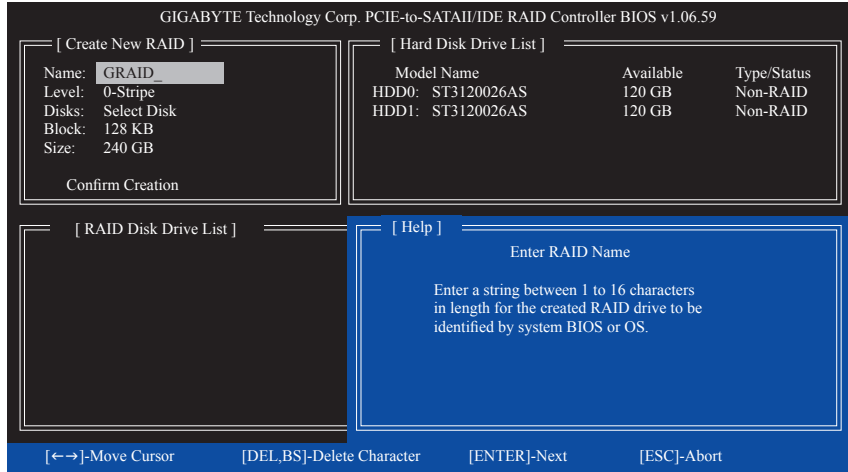 GIGABYTE Technology Corp. PCIE-to-SATAII/IDE RAID Controller BIOS v1.06.59
[ Create New RAID ]
Name: GRAID_
Level: 0-Stripe
Disks: Select Disk
Block: 128 KB
Size: 240 GB
Confirm Creation
[ Hard Disk Drive List ]
Model Name Available Type/Status
HDD0: ST3120026AS 120 GB Non-RAID
HDD1: ST3120026AS 120 GB Non-RAID
[ RAID Disk Drive List ]
[ Help ]
Enter RAID Name
Enter a string between 1 to 16 characters
in length for the created RAID drive to be
identified by system BIOS or OS.
[←→]-Move Cursor [DEL,BS]-Delete Character [ENTER]-Next [ESC]-Abort